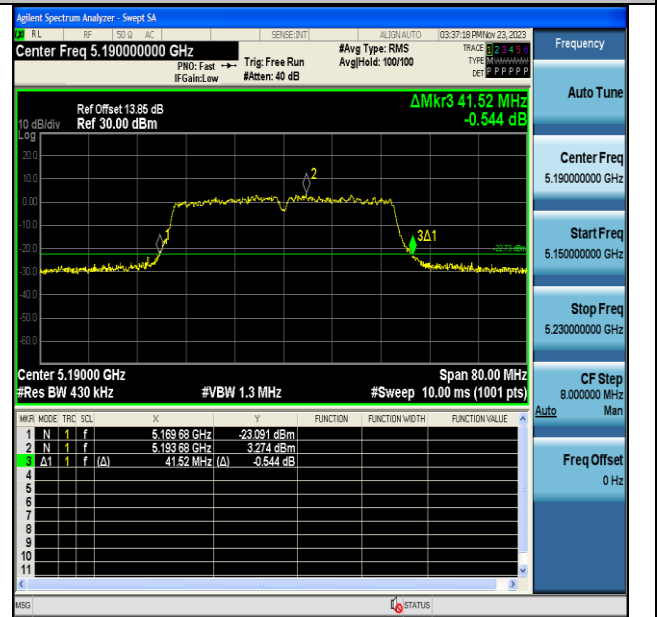 Agilent Spectrum Analyzer - Swept SA
RL RF 50 Ω AC SENSE:INT ALIGN AUTO 03:37:18 PM Nov 23, 2023
Center Freq 5.190000000 GHz
PNO: Fast Trig: Free Run
IFGain:Low #Atten: 40 dB
#Avg Type: RMS
Avg|Hold: 100/100
TRACE 1 2 3 4 5 6
TYPE M
DET P P P P P P
Frequency
ΔMkr3 41.52 MHz
-0.544 dB
Ref Offset 13.85 dB
10 dB/div Ref 30.00 dBm
Log
20.0
10.0
0.00
-10.0
-20.0
-30.0
-50.0
-60.0
1
2
3Δ1
-22.73 dBm
Center 5.19000 GHz Span 80.00 MHz
#Res BW 430 kHz #VBW 1.3 MHz #Sweep 10.00 ms (1001 pts)
MKR MODE TRC SCL X Y FUNCTION FUNCTION WIDTH FUNCTION VALUE
1 N 1 f 5.169 68 GHz -23.091 dBm
2 N 1 f 5.193 68 GHz 3.274 dBm
3 Δ1 1 f (Δ) 41.52 MHz (Δ) -0.544 dB
4
5
6
7
8
9
10
11
MSG STATUS
Auto Tune
Center Freq
5.190000000 GHz
Start Freq
5.150000000 GHz
Stop Freq
5.230000000 GHz
CF Step
8.000000 MHz
Auto Man
Freq Offset
0 Hz